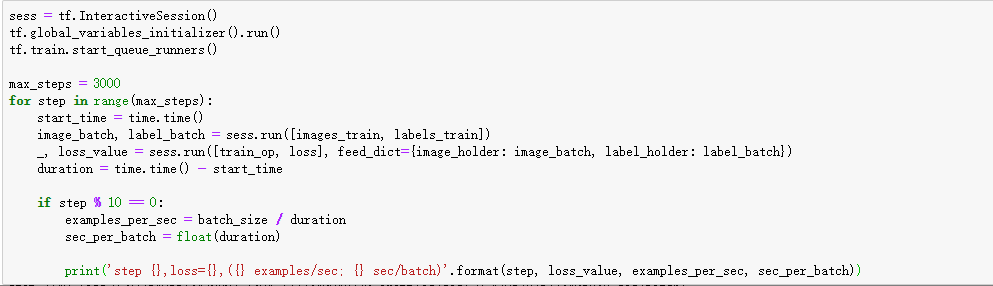 sess = tf.InteractiveSession()
tf.global_variables_initializer().run()
tf.train.start_queue_runners()

max_steps = 3000
for step in range(max_steps):
    start_time = time.time()
    image_batch, label_batch = sess.run([images_train, labels_train])
    _, loss_value = sess.run([train_op, loss], feed_dict={image_holder: image_batch, label_holder: label_batch})
    duration = time.time() - start_time

    if step % 10 == 0:
        examples_per_sec = batch_size / duration
        sec_per_batch = float(duration)

        print('step {},loss={},({} examples/sec; {} sec/batch)'.format(step, loss_value, examples_per_sec, sec_per_batch))